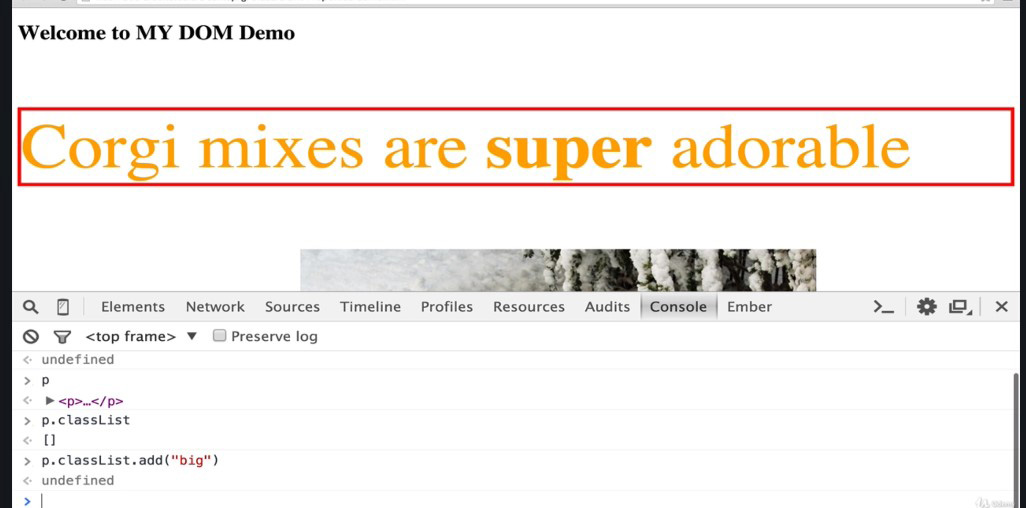 Welcome to MY DOM Demo
Corgi mixes are super adorable
Elements Network Sources Timeline Profiles Resources Audits Console Ember
<top frame> ▼ Preserve log
undefined
p
▶<p>…</p>
p.classList
[]
p.classList.add("big")
undefined